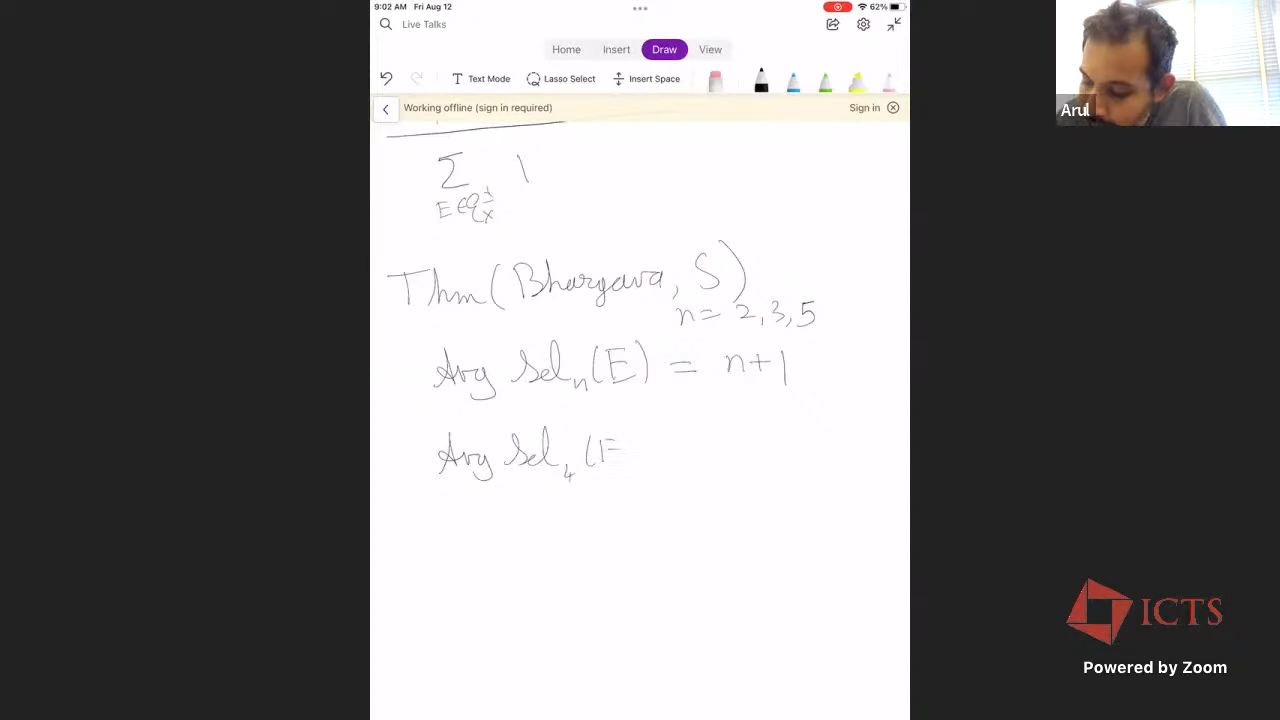 9:02 AM Fri Aug 12
62%
Live Talks
Home Insert Draw View
Text Mode Lasso Select Insert Space
Working offline (sign in required) Sign in
Arul
Σ 1
E ∈ q_x^±
Thm (Bhargava, S)
n = 2, 3, 5
Avg Sel_n (E) = n+1
Avg Sel_4 (E
ICTS
Powered by Zoom